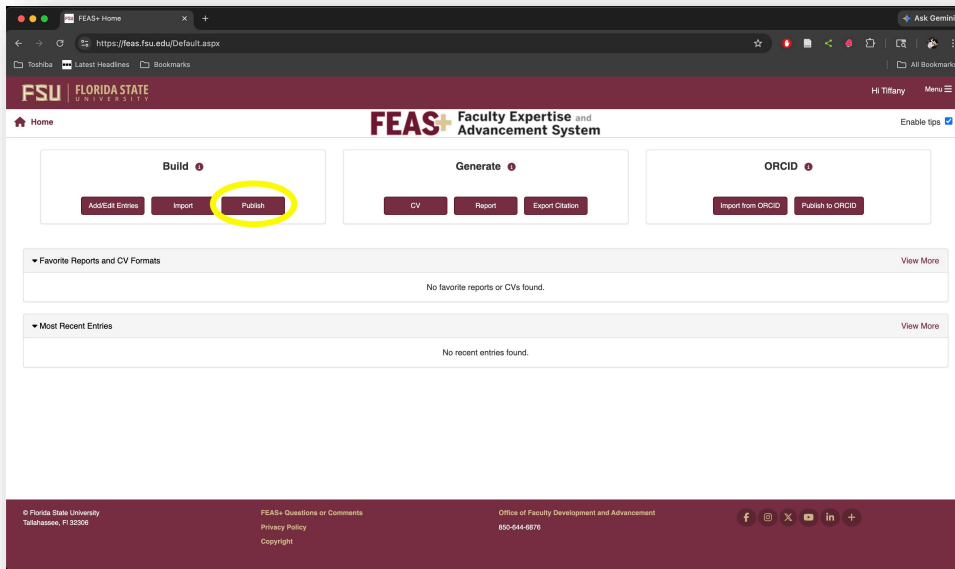 FSU FEAS+ Home
Ask Gemini
https://feas.fsu.edu/Default.aspx
Toshiba Latest Headlines Bookmarks All Bookmarks
FSU FLORIDA STATE UNIVERSITY
Hi Tiffany Menu
Home
FEAS+ Faculty Expertise and Advancement System
Enable tips
Build
Add/Edit Entries Import Publish
Generate
CV Report Export Citation
ORCID
Import from ORCID Publish to ORCID
Favorite Reports and CV Formats View More
No favorite reports or CVs found.
Most Recent Entries View More
No recent entries found.
© Florida State University
Tallahassee, Fl 32306
FEAS+ Questions or Comments
Privacy Policy
Copyright
Office of Faculty Development and Advancement
850-644-6876